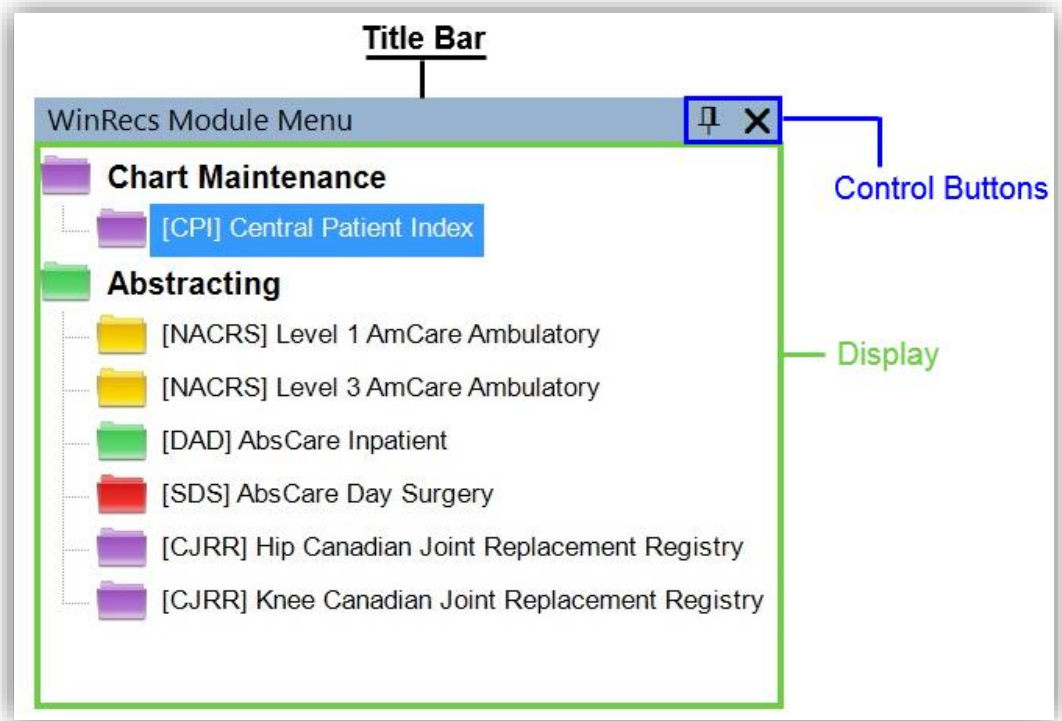 Title Bar
WinRecs Module Menu
Control Buttons
Chart Maintenance
[CPI] Central Patient Index
Abstracting
[NACRS] Level 1 AmCare Ambulatory
[NACRS] Level 3 AmCare Ambulatory
Display
[DAD] AbsCare Inpatient
[SDS] AbsCare Day Surgery
[CJRR] Hip Canadian Joint Replacement Registry
[CJRR] Knee Canadian Joint Replacement Registry